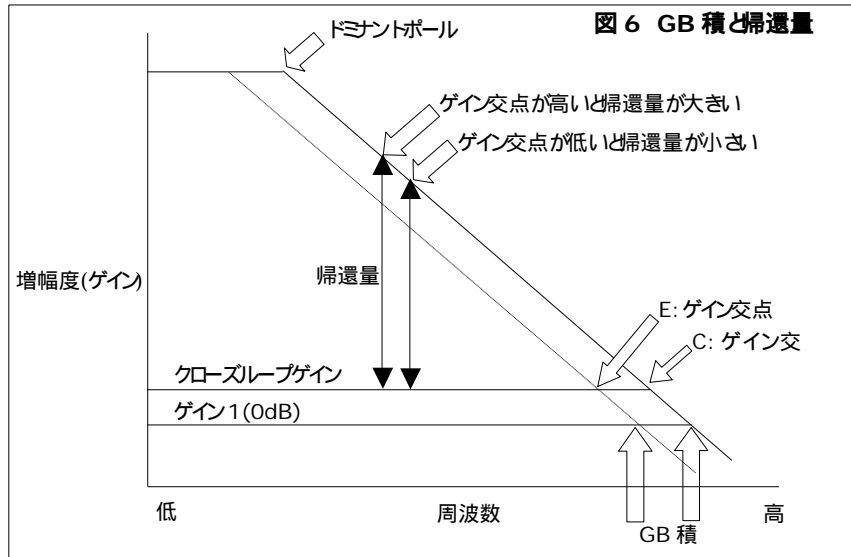 図6 GB積と帰還量
ドミナントポール
ゲイン交点が高いと帰還量が大きい
ゲイン交点が低いと帰還量が小さい
増幅度(ゲイン)
帰還量
E:ゲイン交点
C: ゲイン交
クローズループゲイン
ゲイン1(0dB)
低
周波数
高
GB積